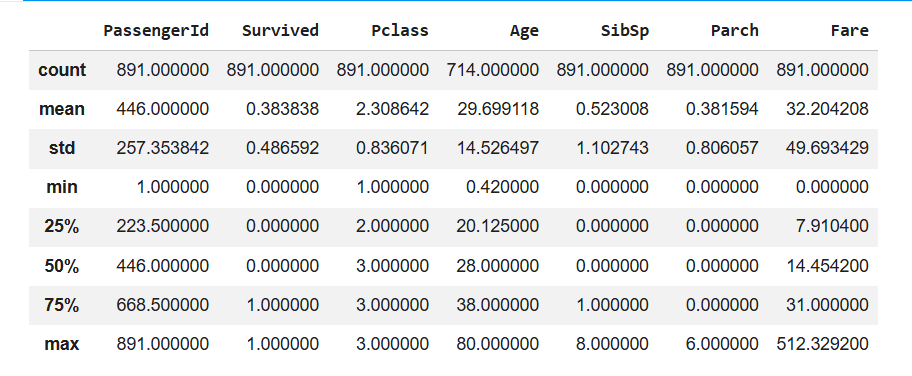 PassengerId Survived Pclass Age SibSp Parch Fare
count 891.000000 891.000000 891.000000 714.000000 891.000000 891.000000 891.000000
mean 446.000000 0.383838 2.308642 29.699118 0.523008 0.381594 32.204208
std 257.353842 0.486592 0.836071 14.526497 1.102743 0.806057 49.693429
min 1.000000 0.000000 1.000000 0.420000 0.000000 0.000000 0.000000
25% 223.500000 0.000000 2.000000 20.125000 0.000000 0.000000 7.910400
50% 446.000000 0.000000 3.000000 28.000000 0.000000 0.000000 14.454200
75% 668.500000 1.000000 3.000000 38.000000 1.000000 0.000000 31.000000
max 891.000000 1.000000 3.000000 80.000000 8.000000 6.000000 512.329200